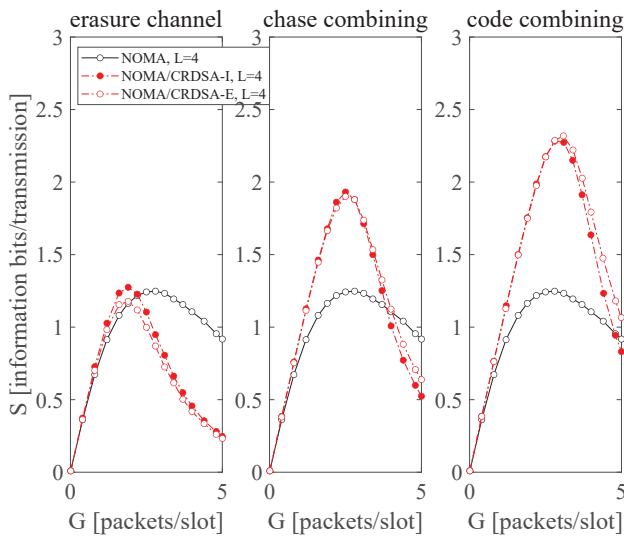 erasure channel
chase combining
code combining
NOMA, L=4
NOMA/CRDSA-I, L=4
NOMA/CRDSA-E, L=4
S [information bits/transmission]
3
2.5
2
1.5
1
0.5
0
0
5
G [packets/slot]
3
2.5
2
1.5
1
0.5
0
0
5
G [packets/slot]
3
2.5
2
1.5
1
0.5
0
0
5
G [packets/slot]